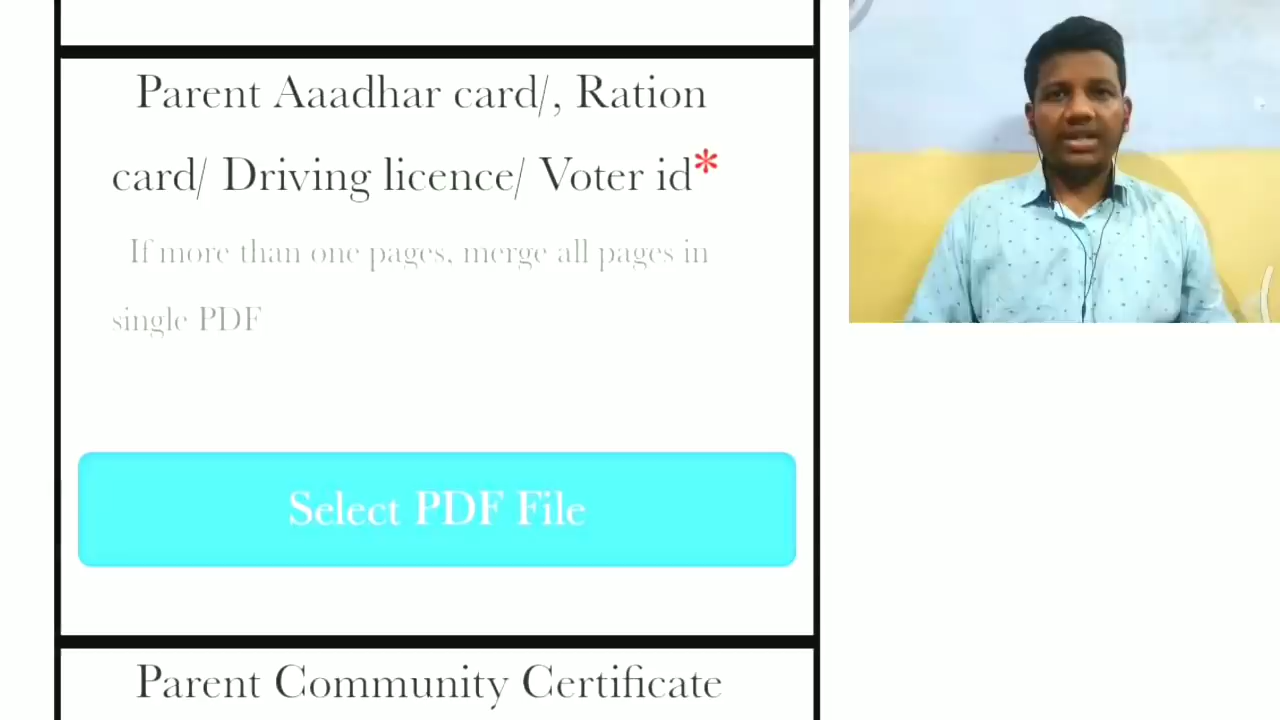 Parent Aaadhar card/, Ration
card/ Driving licence/ Voter id*
If more than one pages, merge all pages in
single PDF
Select PDF File
Parent Community Certificate